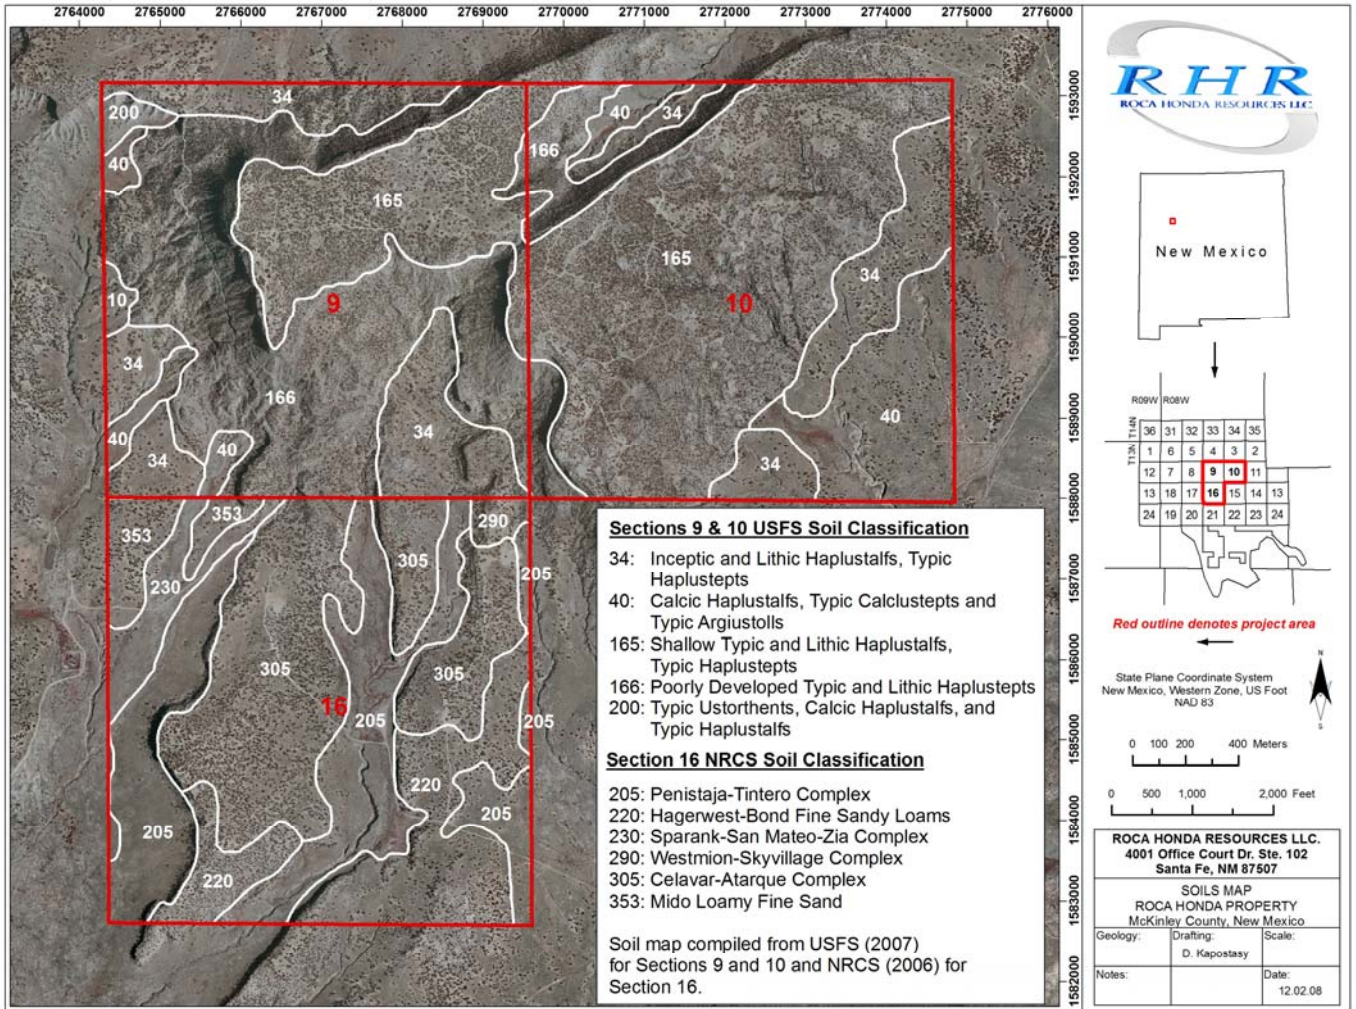 2764000 2765000 2766000 2767000 2768000 2769000 2770000 2771000 2772000 2773000 2774000 2775000 2776000
1593000
1592000
1591000
1590000
1589000
1588000
1587000
1586000
1585000
1584000
1583000
1582000
34
200
40
40
34
166
165
165
10
9
10
34
34
166
34
40
40
34
40
34
353
353
290
305
205
230
305
305
16
205
205
220
205
205
220
Sections 9 & 10 USFS Soil Classification
34: Inceptic and Lithic Haplustalfs, Typic
Haplustepts
40: Calcic Haplustalfs, Typic Calclustepts and
Typic Argiustolls
165: Shallow Typic and Lithic Haplustalfs,
Typic Haplustepts
166: Poorly Developed Typic and Lithic Haplustepts
200: Typic Ustorthents, Calcic Haplustalfs, and
Typic Haplustalfs
Section 16 NRCS Soil Classification
205: Penistaja-Tintero Complex
220: Hagerwest-Bond Fine Sandy Loams
230: Sparank-San Mateo-Zia Complex
290: Westmion-Skyvillage Complex
305: Celavar-Atarque Complex
353: Mido Loamy Fine Sand
Soil map compiled from USFS (2007)
for Sections 9 and 10 and NRCS (2006) for
Section 16.
RHR
ROCA HONDA RESOURCES LLC
New Mexico
R09W R08W
T14N
T13N
36 31 32 33 34 35
1 6 5 4 3 2
12 7 8 9 10 11
13 18 17 16 15 14 13
24 19 20 21 22 23 24
Red outline denotes project area
State Plane Coordinate System
New Mexico, Western Zone, US Foot
NAD 83
N
S
0 100 200 400 Meters
0 500 1,000 2,000 Feet
ROCA HONDA RESOURCES LLC.
4001 Office Court Dr. Ste. 102
Santa Fe, NM 87507
SOILS MAP
ROCA HONDA PROPERTY
McKinley County, New Mexico
Geology: Drafting: Scale:
D. Kapostasy
Notes: Date:
12.02.08